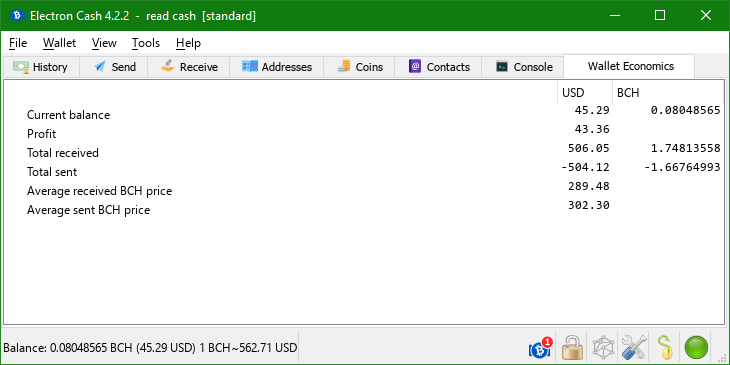 Electron Cash 4.2.2 - read cash [standard]
File Wallet View Tools Help
History Send Receive Addresses Coins Contacts Console Wallet Economics
USD BCH
Current balance 45.29 0.08048565
Profit 43.36
Total received 506.05 1.74813558
Total sent -504.12 -1.66764993
Average received BCH price 289.48
Average sent BCH price 302.30
Balance: 0.08048565 BCH (45.29 USD) 1 BCH~562.71 USD 1